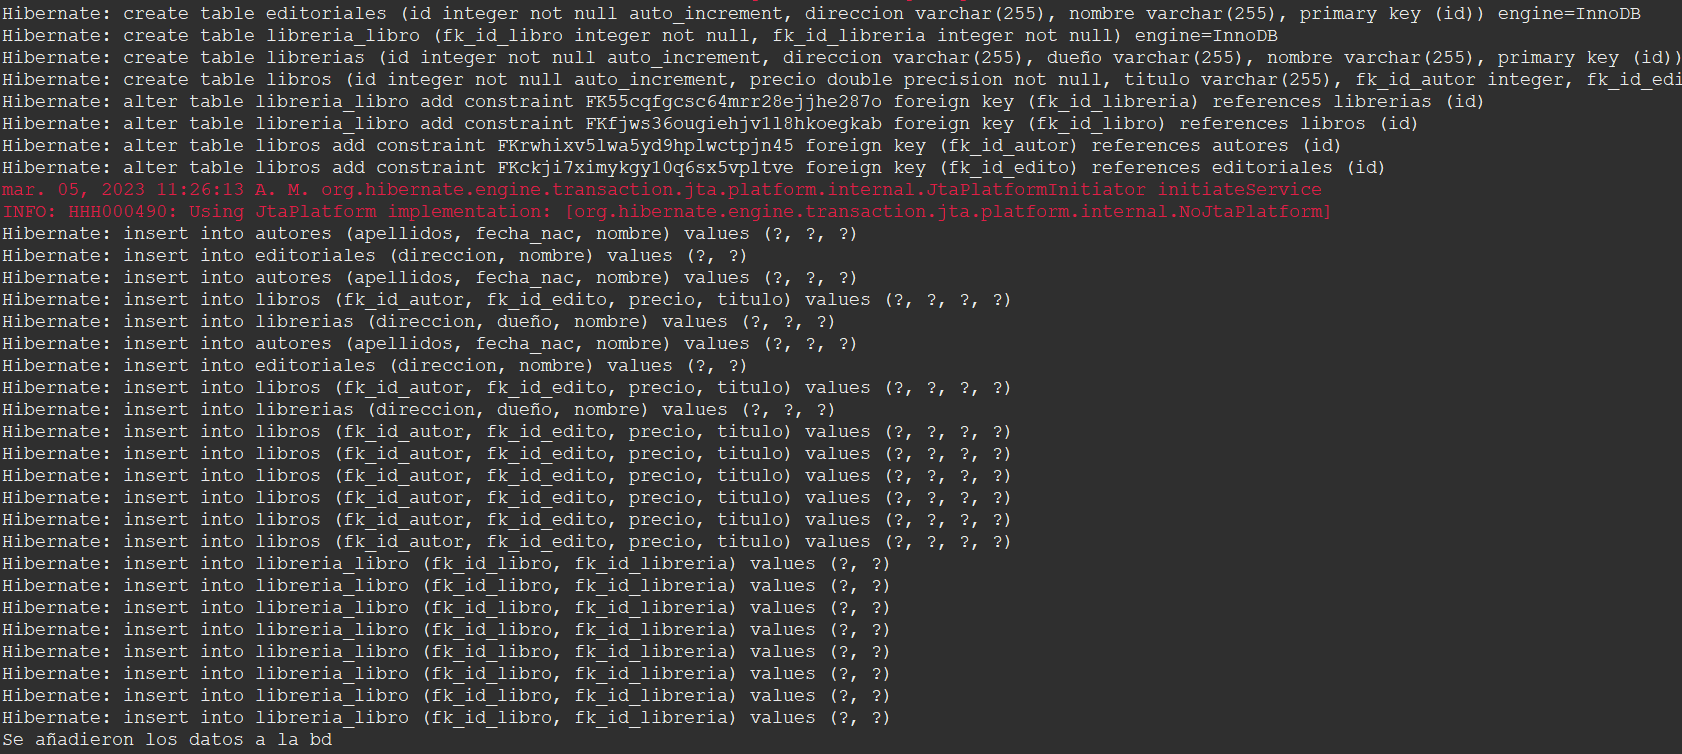 Hibernate: create table editoriales (id integer not null auto_increment, direccion varchar(255), nombre varchar(255), primary key (id)) engine=InnoDB
Hibernate: create table libreria_libro (fk_id_libro integer not null, fk_id_libreria integer not null) engine=InnoDB
Hibernate: create table librerias (id integer not null auto_increment, direccion varchar(255), dueño varchar(255), nombre varchar(255), primary key (id))
Hibernate: create table libros (id integer not null auto_increment, precio double precision not null, titulo varchar(255), fk_id_autor integer, fk_id_edi
Hibernate: alter table libreria_libro add constraint FK55cqfgcsc64mrr28ejjhe287o foreign key (fk_id_libreria) references librerias (id)
Hibernate: alter table libreria_libro add constraint FKfjws36ougiehjv1l8hkoegkab foreign key (fk_id_libro) references libros (id)
Hibernate: alter table libros add constraint FKrwhixv5lwa5yd9hplwctpjn45 foreign key (fk_id_autor) references autores (id)
Hibernate: alter table libros add constraint FKckji7ximykgy10q6sx5vpltve foreign key (fk_id_edito) references editoriales (id)
mar. 05, 2023 11:26:13 A. M. org.hibernate.engine.transaction.jta.platform.internal.JtaPlatformInitiator initiateService
INFO: HHH000490: Using JtaPlatform implementation: [org.hibernate.engine.transaction.jta.platform.internal.NoJtaPlatform]
Hibernate: insert into autores (apellidos, fecha_nac, nombre) values (?, ?, ?)
Hibernate: insert into editoriales (direccion, nombre) values (?, ?)
Hibernate: insert into autores (apellidos, fecha_nac, nombre) values (?, ?, ?)
Hibernate: insert into libros (fk_id_autor, fk_id_edito, precio, titulo) values (?, ?, ?, ?)
Hibernate: insert into librerias (direccion, dueño, nombre) values (?, ?, ?)
Hibernate: insert into autores (apellidos, fecha_nac, nombre) values (?, ?, ?)
Hibernate: insert into editoriales (direccion, nombre) values (?, ?)
Hibernate: insert into libros (fk_id_autor, fk_id_edito, precio, titulo) values (?, ?, ?, ?)
Hibernate: insert into librerias (direccion, dueño, nombre) values (?, ?, ?)
Hibernate: insert into libros (fk_id_autor, fk_id_edito, precio, titulo) values (?, ?, ?, ?)
Hibernate: insert into libros (fk_id_autor, fk_id_edito, precio, titulo) values (?, ?, ?, ?)
Hibernate: insert into libros (fk_id_autor, fk_id_edito, precio, titulo) values (?, ?, ?, ?)
Hibernate: insert into libros (fk_id_autor, fk_id_edito, precio, titulo) values (?, ?, ?, ?)
Hibernate: insert into libros (fk_id_autor, fk_id_edito, precio, titulo) values (?, ?, ?, ?)
Hibernate: insert into libros (fk_id_autor, fk_id_edito, precio, titulo) values (?, ?, ?, ?)
Hibernate: insert into libreria_libro (fk_id_libro, fk_id_libreria) values (?, ?)
Hibernate: insert into libreria_libro (fk_id_libro, fk_id_libreria) values (?, ?)
Hibernate: insert into libreria_libro (fk_id_libro, fk_id_libreria) values (?, ?)
Hibernate: insert into libreria_libro (fk_id_libro, fk_id_libreria) values (?, ?)
Hibernate: insert into libreria_libro (fk_id_libro, fk_id_libreria) values (?, ?)
Hibernate: insert into libreria_libro (fk_id_libro, fk_id_libreria) values (?, ?)
Hibernate: insert into libreria_libro (fk_id_libro, fk_id_libreria) values (?, ?)
Hibernate: insert into libreria_libro (fk_id_libro, fk_id_libreria) values (?, ?)
Se añadieron los datos a la bd